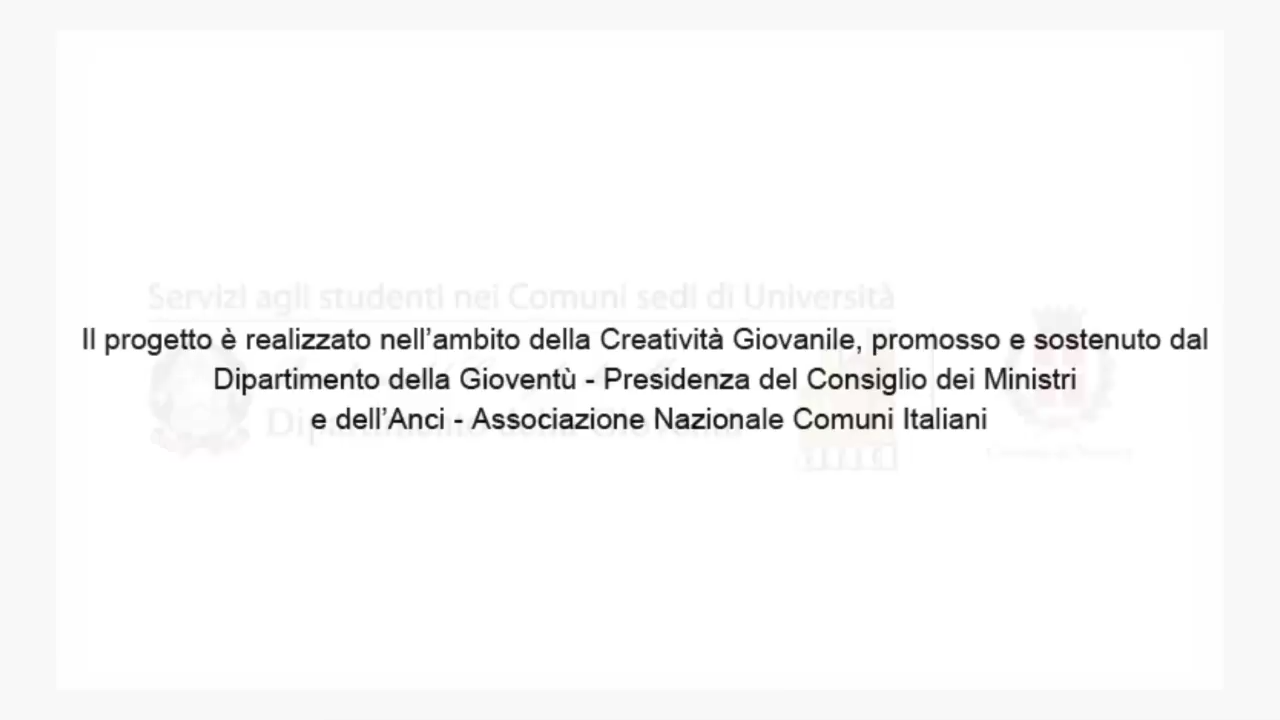 Servizi agli studenti nei Comuni sedi di Università
Il progetto è realizzato nell’ambito della Creatività Giovanile, promosso e sostenuto dal
Dipartimento della Gioventù - Presidenza del Consiglio dei Ministri
e dell’Anci - Associazione Nazionale Comuni Italiani